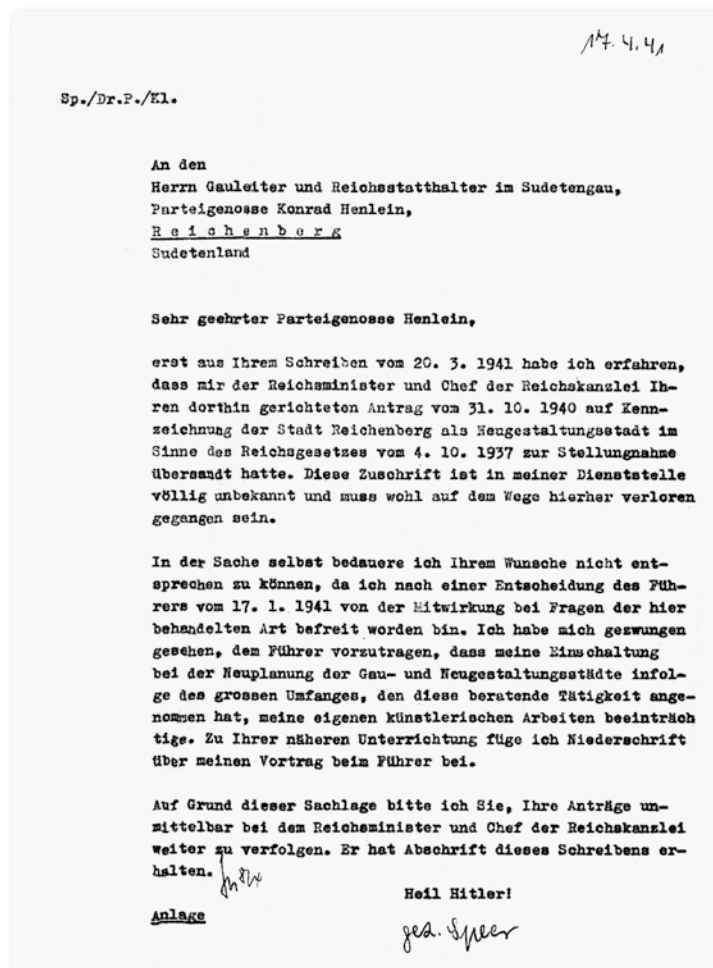 17.4.41
Sp./Dr.P./Kl.
An den
Herrn Gauleiter und Reichsstatthalter im Sudetengau,
Parteigenosse Konrad Henlein,
R e i c h e n b e r g
Sudetenland
Sehr geehrter Parteigenosse Henlein,
erst aus Ihrem Schreiben vom 20. 3. 1941 habe ich erfahren,
dass mir der Reichsminister und Chef der Reichskanzlei Ih-
ren dorthin gerichteten Antrag vom 31. 10. 1940 auf Kenn-
zeichnung der Stadt Reichenberg als Neugestaltungsstadt im
Sinne des Reichsgesetzes vom 4. 10. 1937 zur Stellungnahme
übersandt hatte. Diese Zuschrift ist in meiner Dienststelle
völlig unbekannt und muss wohl auf dem Wege hierher verloren
gegangen sein.
In der Sache selbst bedauere ich Ihrem Wunsche nicht ent-
sprechen zu können, da ich nach einer Entscheidung des Füh-
rers vom 17. 1. 1941 von der Mitwirkung bei Fragen der hier
behandelten Art befreit worden bin. Ich habe mich gezwungen
gesehen, dem Führer vorzutragen, dass meine Einschaltung
bei der Neuplanung der Gau- und Neugestaltungsstädte infol-
ge des grossen Umfanges, den diese beratende Tätigkeit ange-
nommen hat, meine eigenen künstlerischen Arbeiten beeinträch
tige. Zu Ihrer näheren Unterrichtung füge ich Niederschrift
über meinen Vortrag beim Führer bei.
Auf Grund dieser Sachlage bitte ich Sie, Ihre Anträge un-
mittelbar bei dem Reichsminister und Chef der Reichskanzlei
weiter zu verfolgen. Er hat Abschrift dieses Schreibens er-
halten.
Heil Hitler!
Anlage
gez. Speer